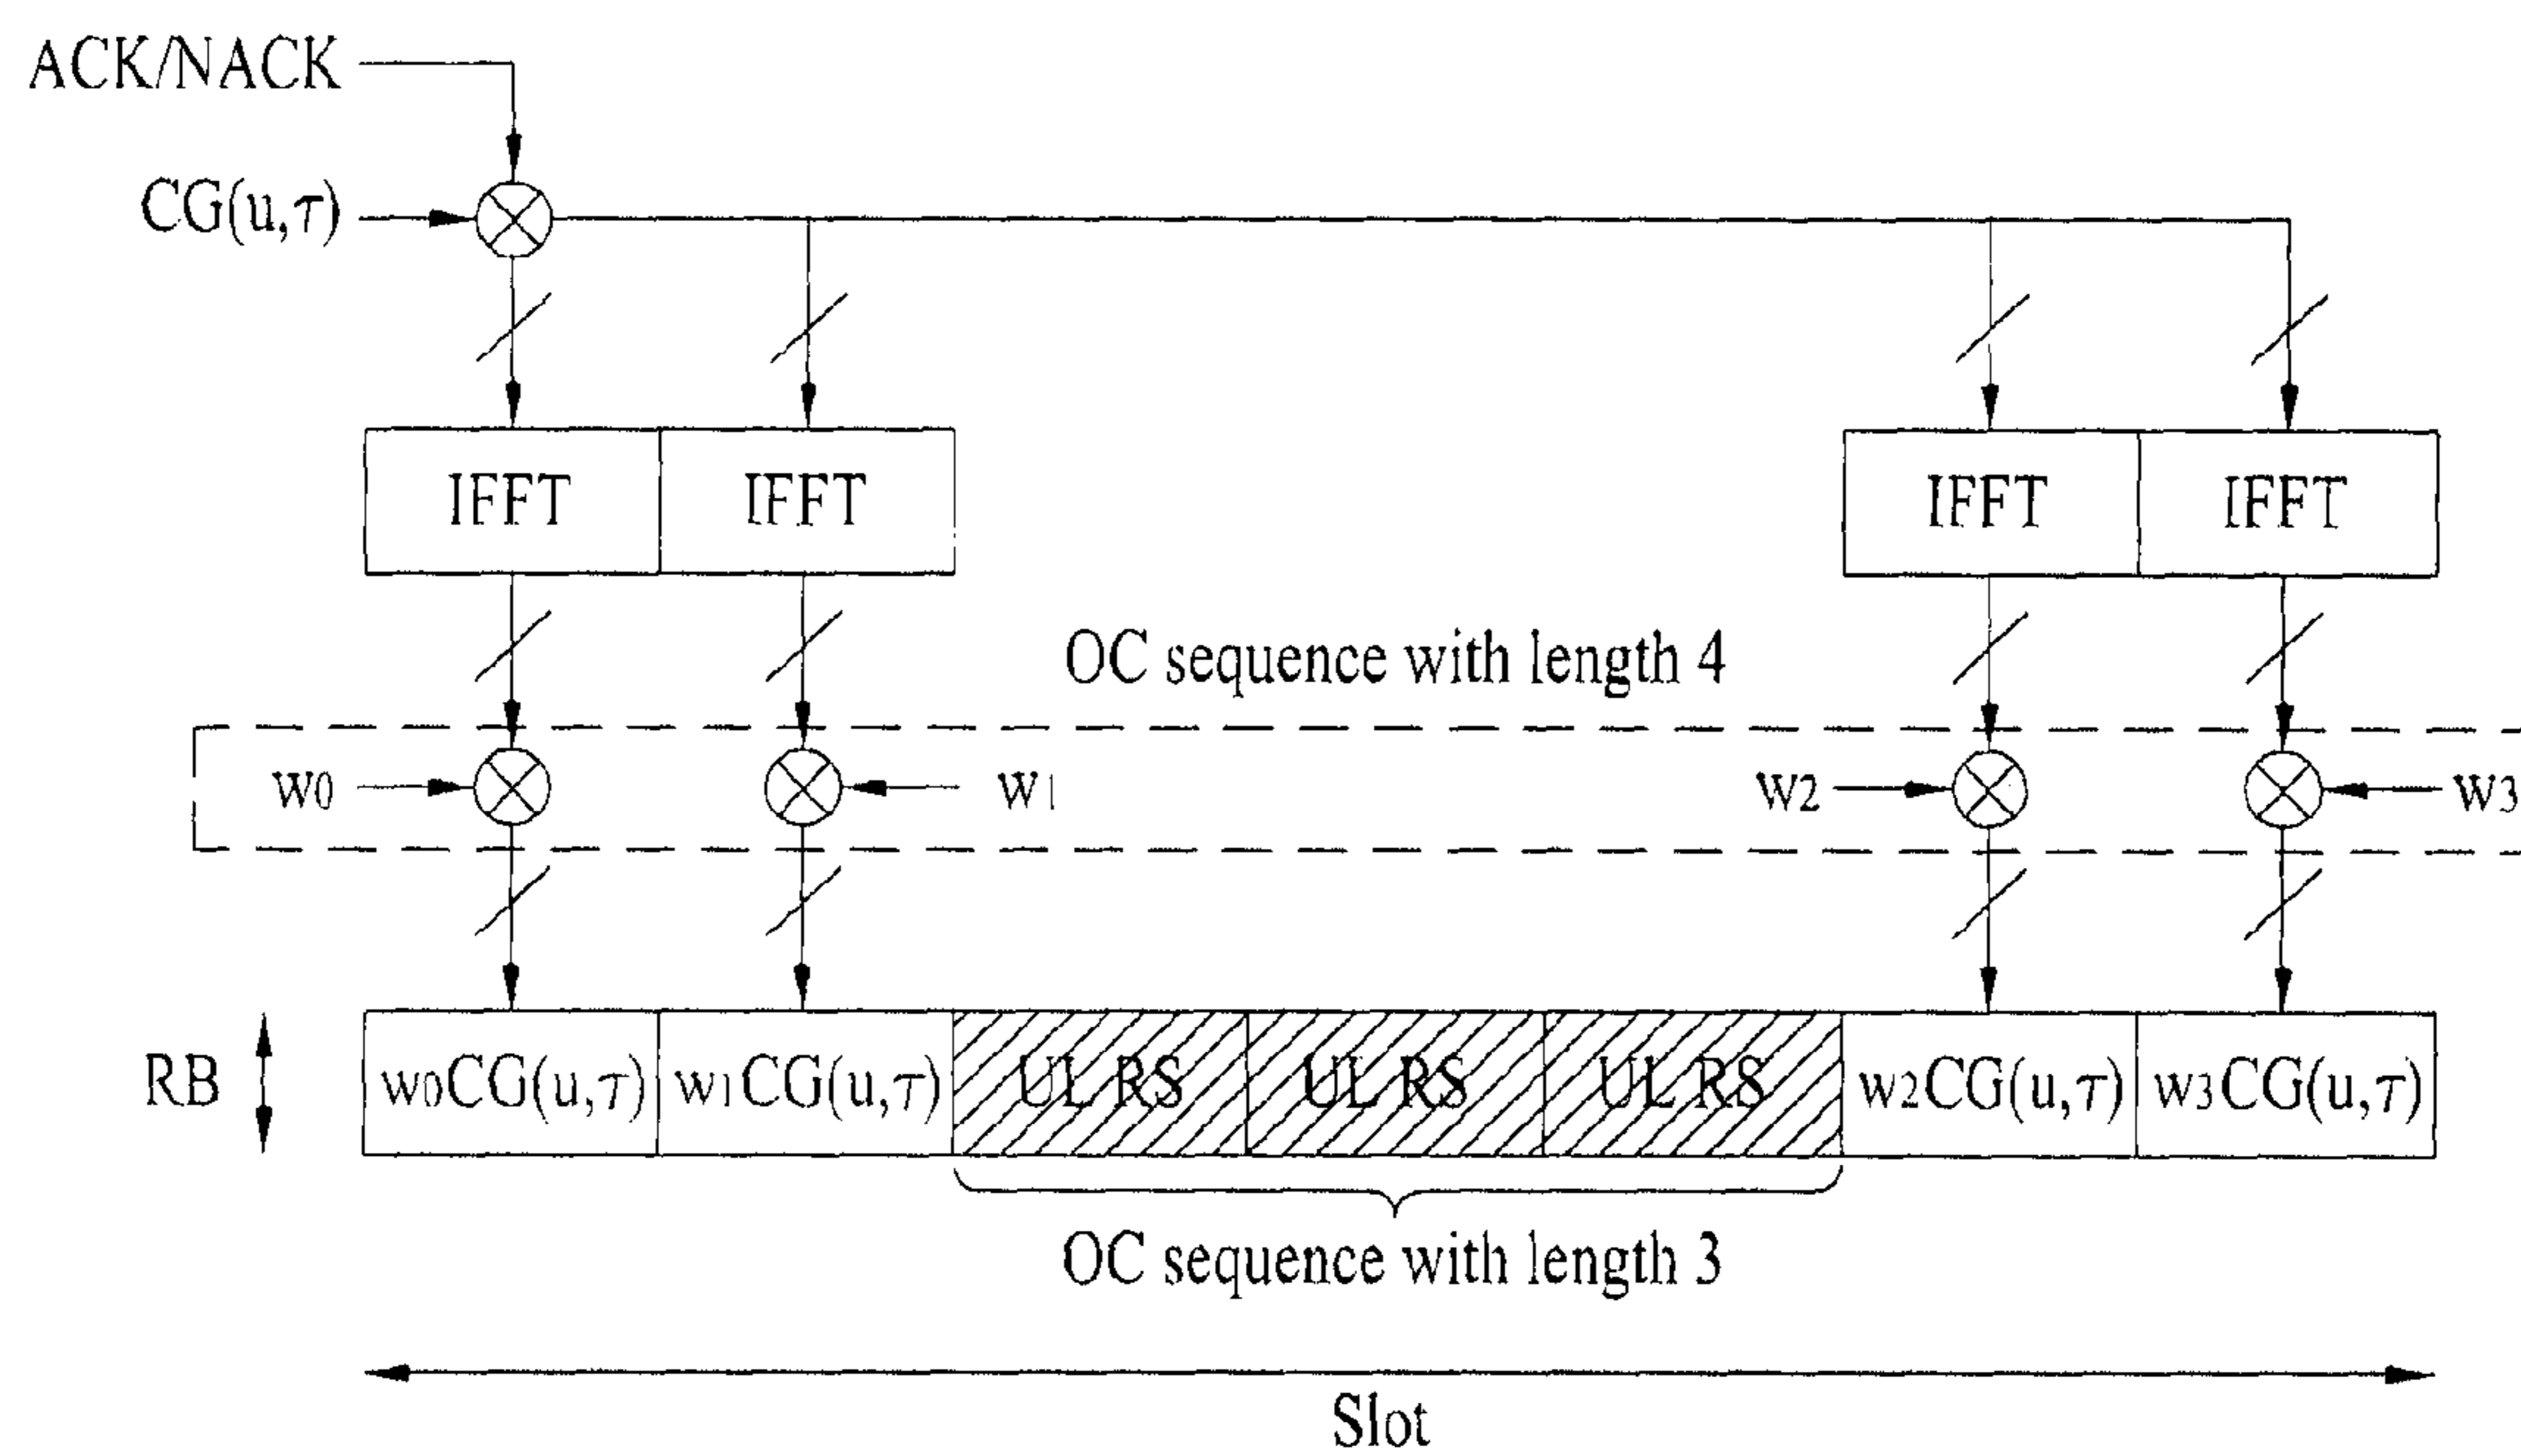 ACK/NACK
CG(u,τ)
IFFT IFFT IFFT IFFT
OC sequence with length 4
w0 w1 w2 w3
RB w0CG(u,τ) w1CG(u,τ) UL RS UL RS UL RS w2CG(u,τ) w3CG(u,τ)
OC sequence with length 3
Slot